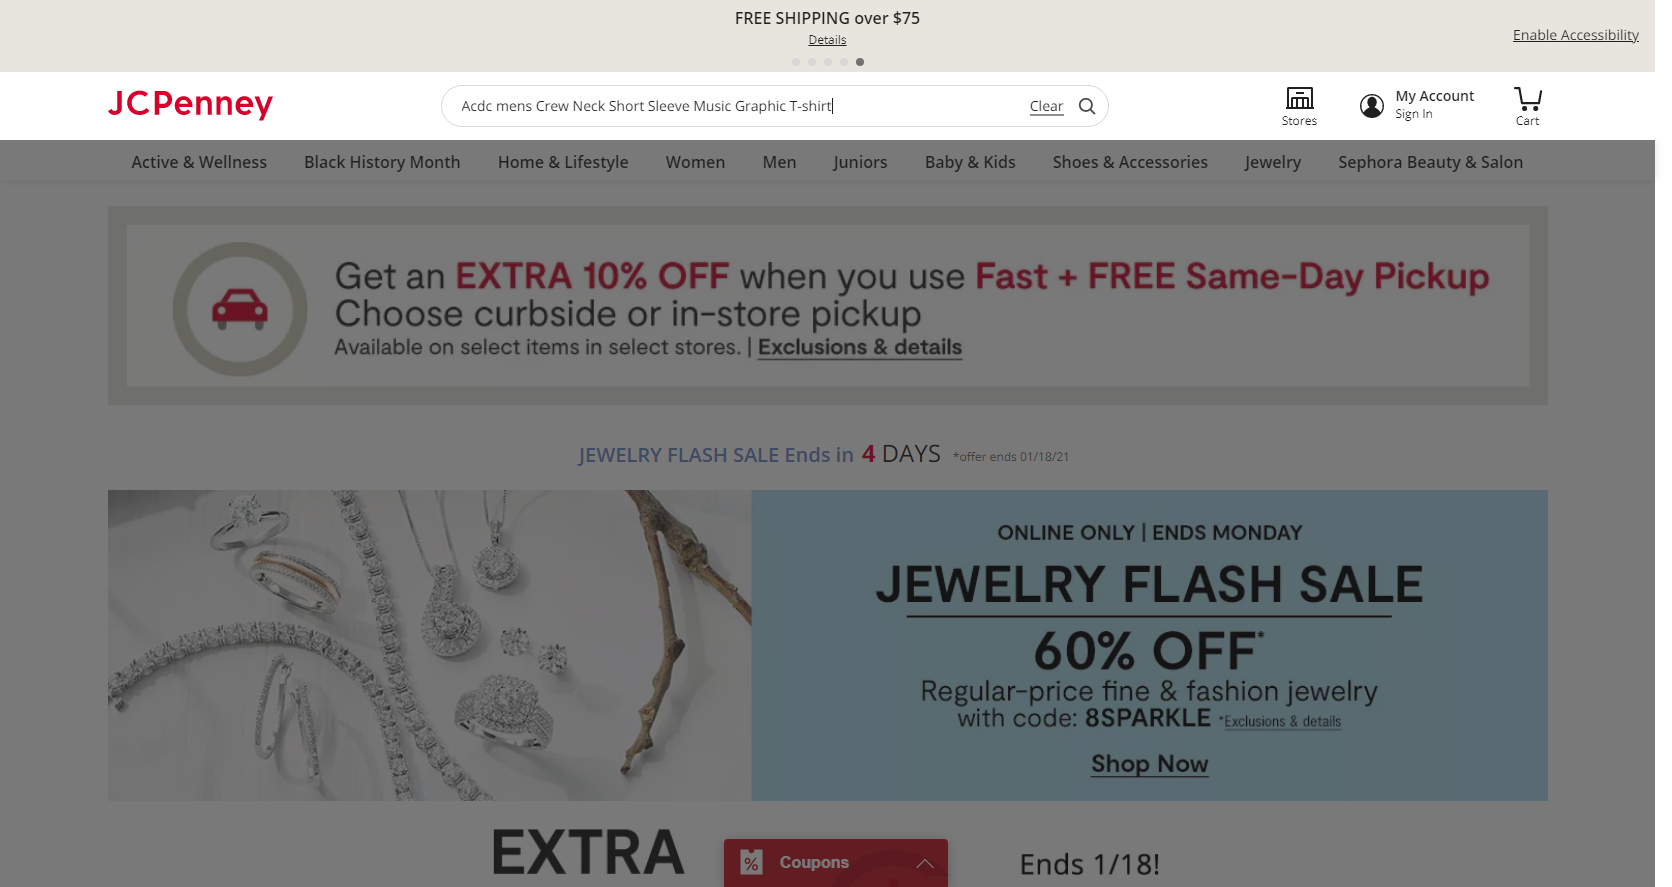 FREE SHIPPING over $75
Details
Enable Accessibility
JCPenney
Acdc mens Crew Neck Short Sleeve Music Graphic T-shirt
Clear
Stores
My Account
Sign In
Cart
Active & Wellness
Black History Month
Home & Lifestyle
Women
Men
Juniors
Baby & Kids
Shoes & Accessories
Jewelry
Sephora Beauty & Salon
Get an EXTRA 10% OFF when you use Fast + FREE Same-Day Pickup
Choose curbside or in-store pickup
Available on select items in select stores. | Exclusions & details
JEWELRY FLASH SALE Ends in 4 DAYS *offer ends 01/18/21
ONLINE ONLY | ENDS MONDAY
JEWELRY FLASH SALE
60% OFF*
Regular-price fine & fashion jewelry
with code: 8SPARKLE *Exclusions & details
Shop Now
EXTRA
% Coupons
Ends 1/18!